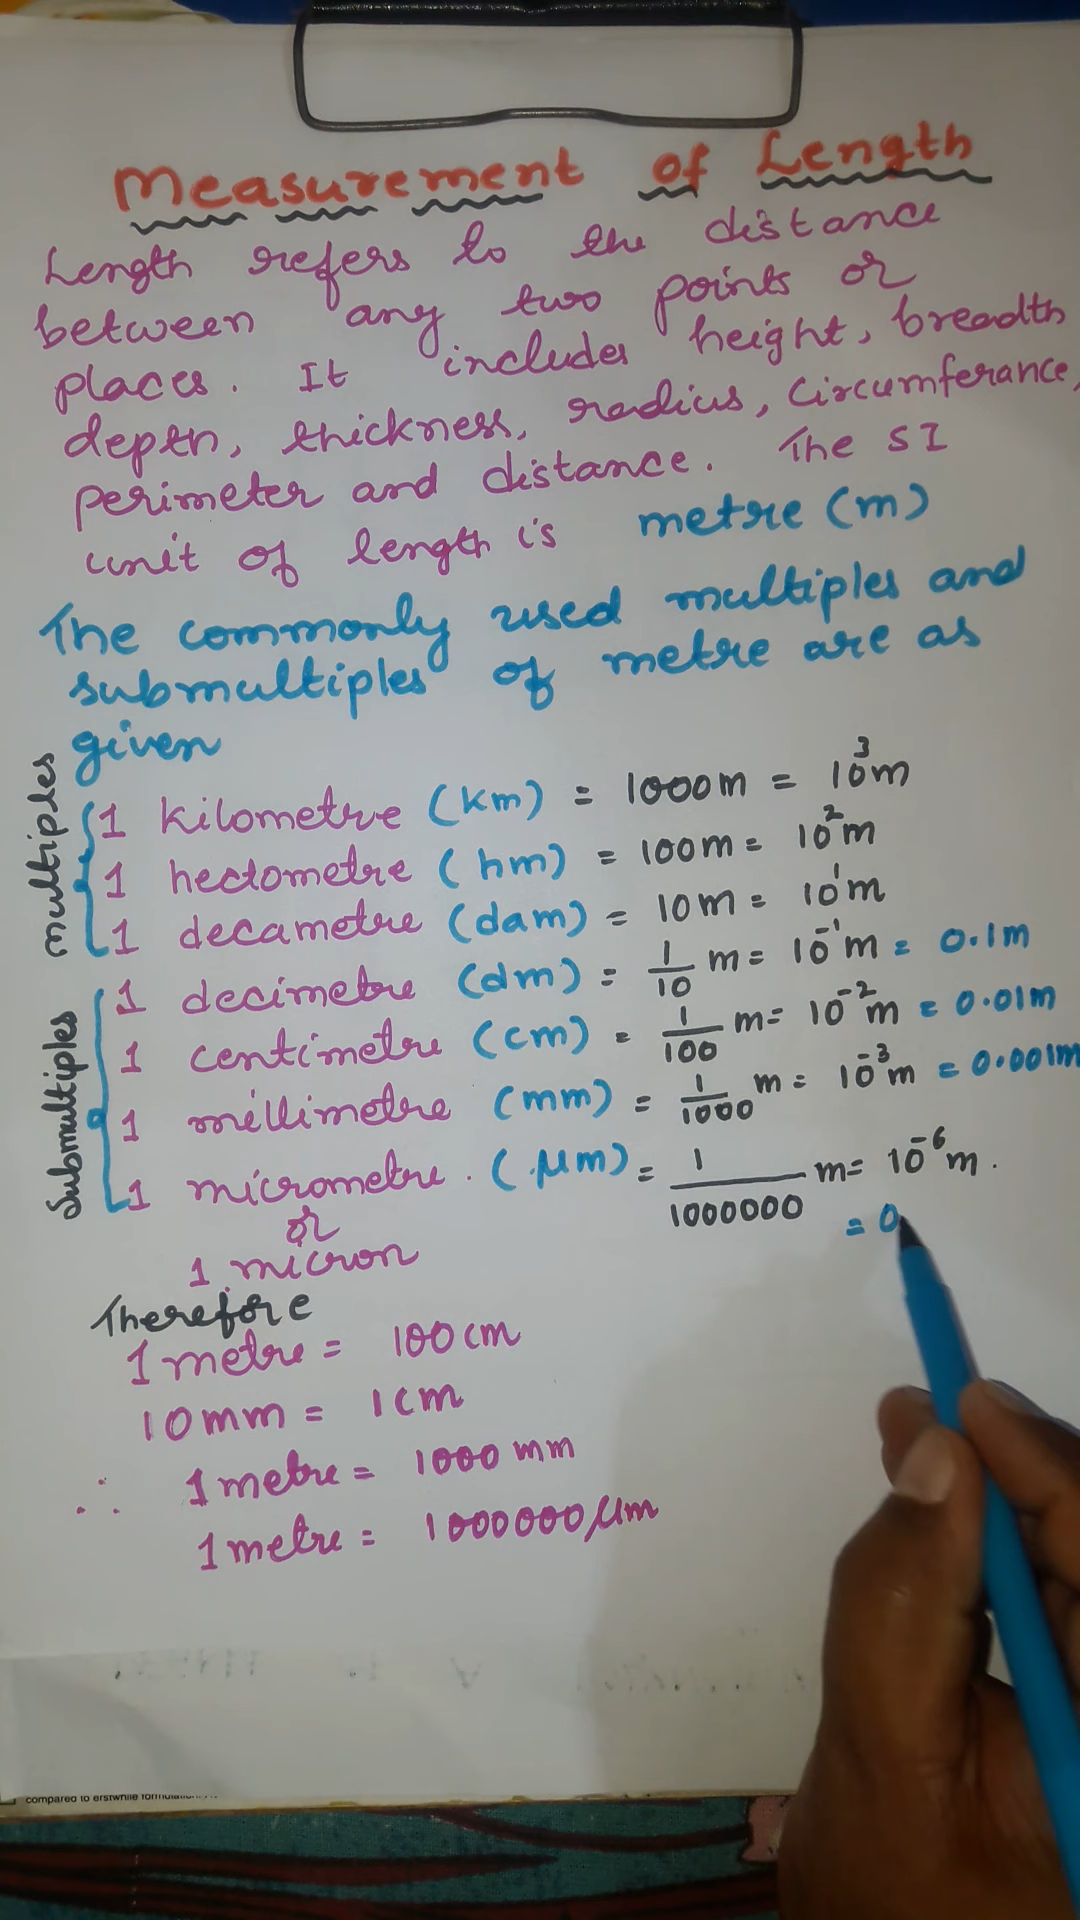 Measurement of Length
Length refers to the distance
between any two points or
places. It includes height, breadth
depth, thickness, radius, Circumferance,
perimeter and distance. The SI
unit of length is metre (m)
The commonly used multiples and
submultiples of metre are as
given
multiples
1 kilometre (km) = 1000m = 10³m
1 hectometre (hm) = 100m = 10²m
1 decametre (dam) = 10m = 10¹m
Submultiples
1 decimetre (dm) = 1/10 m = 10⁻¹m = 0.1m
1 centimetre (cm) = 1/100 m = 10⁻²m = 0.01m
1 millimetre (mm) = 1/1000 m = 10⁻³m = 0.001m
1 micrometre. (μm) = 1/1000000 m = 10⁻⁶m.
or = 0
1 micron
Therefore
1 metre = 100cm
10mm = 1cm
∴ 1 metre = 1000 mm
1 metre = 1000000μm
compared to erstwhile